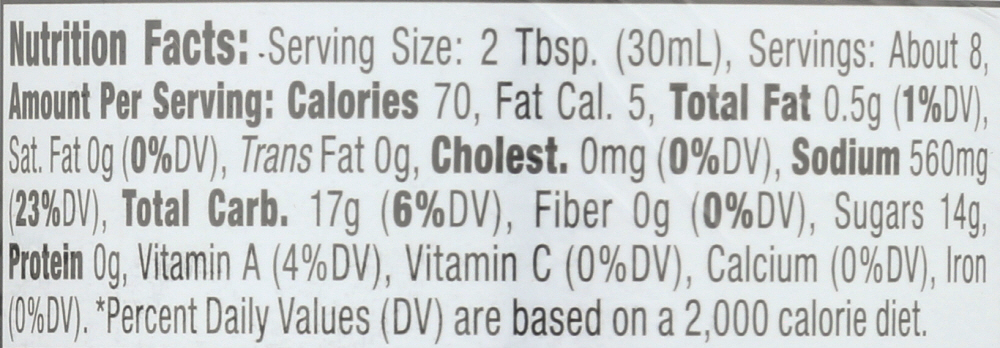 Nutrition Facts: Serving Size: 2 Tbsp. (30mL), Servings: About 8,
Amount Per Serving: Calories 70, Fat Cal. 5, Total Fat 0.5g (1%DV),
Sat. Fat 0g (0%DV), Trans Fat 0g, Cholest. 0mg (0%DV), Sodium 560mg
(23%DV), Total Carb. 17g (6%DV), Fiber 0g (0%DV), Sugars 14g,
Protein 0g, Vitamin A (4%DV), Vitamin C (0%DV), Calcium (0%DV), Iron
(0%DV). *Percent Daily Values (DV) are based on a 2,000 calorie diet.